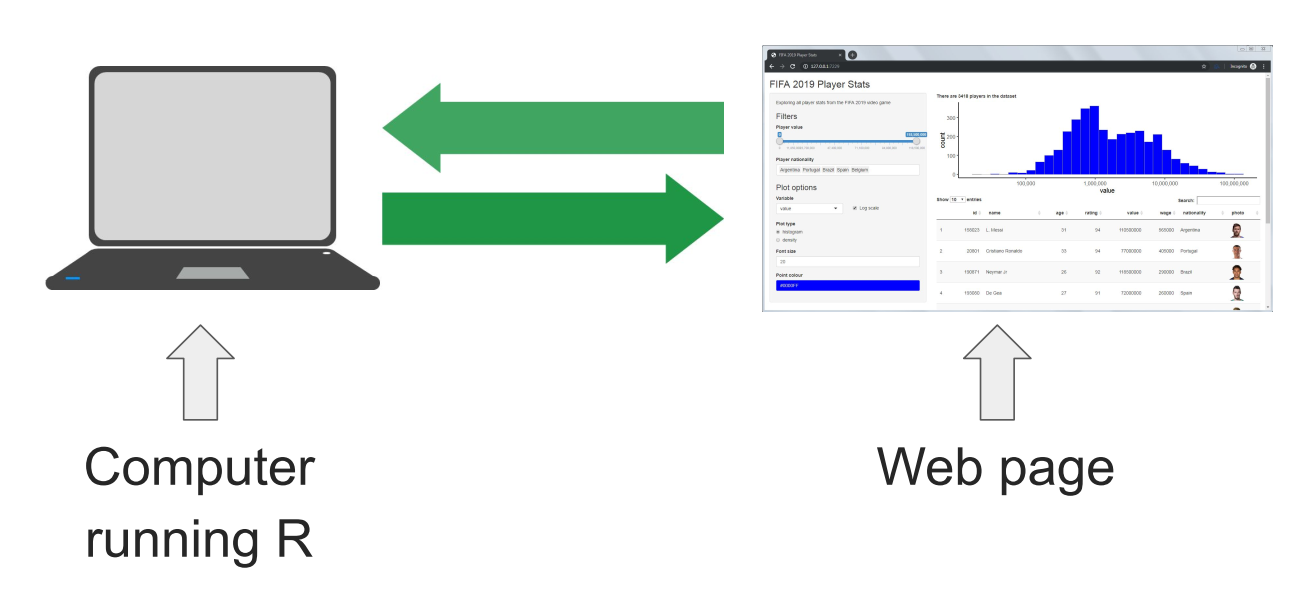 FIFA 2019 Player Stats
127.0.0.1:7239
Incognito
FIFA 2019 Player Stats
Exploring all player stats from the FIFA 2019 video game
Filters
Player value
0
Player nationality
Argentina Portugal Brazil Spain Belgium
Plot options
Variable
value
Log scale
Plot type
histogram
density
Font size
20
Point colour
#0000FF
There are 3418 players in the dataset
count
300
200
100
0
100,000 1,000,000 10,000,000 100,000,000
value
Show 10 entries
Search:
id name age rating value wage nationality photo
1 158023 L. Messi 31 94 110500000 565000 Argentina
2 20801 Cristiano Ronaldo 33 94 77000000 405000 Portugal
3 190871 Neymar Jr 26 92 118500000 290000 Brazil
4 193080 De Gea 27 91 72000000 260000 Spain
Computer
running R
Web page